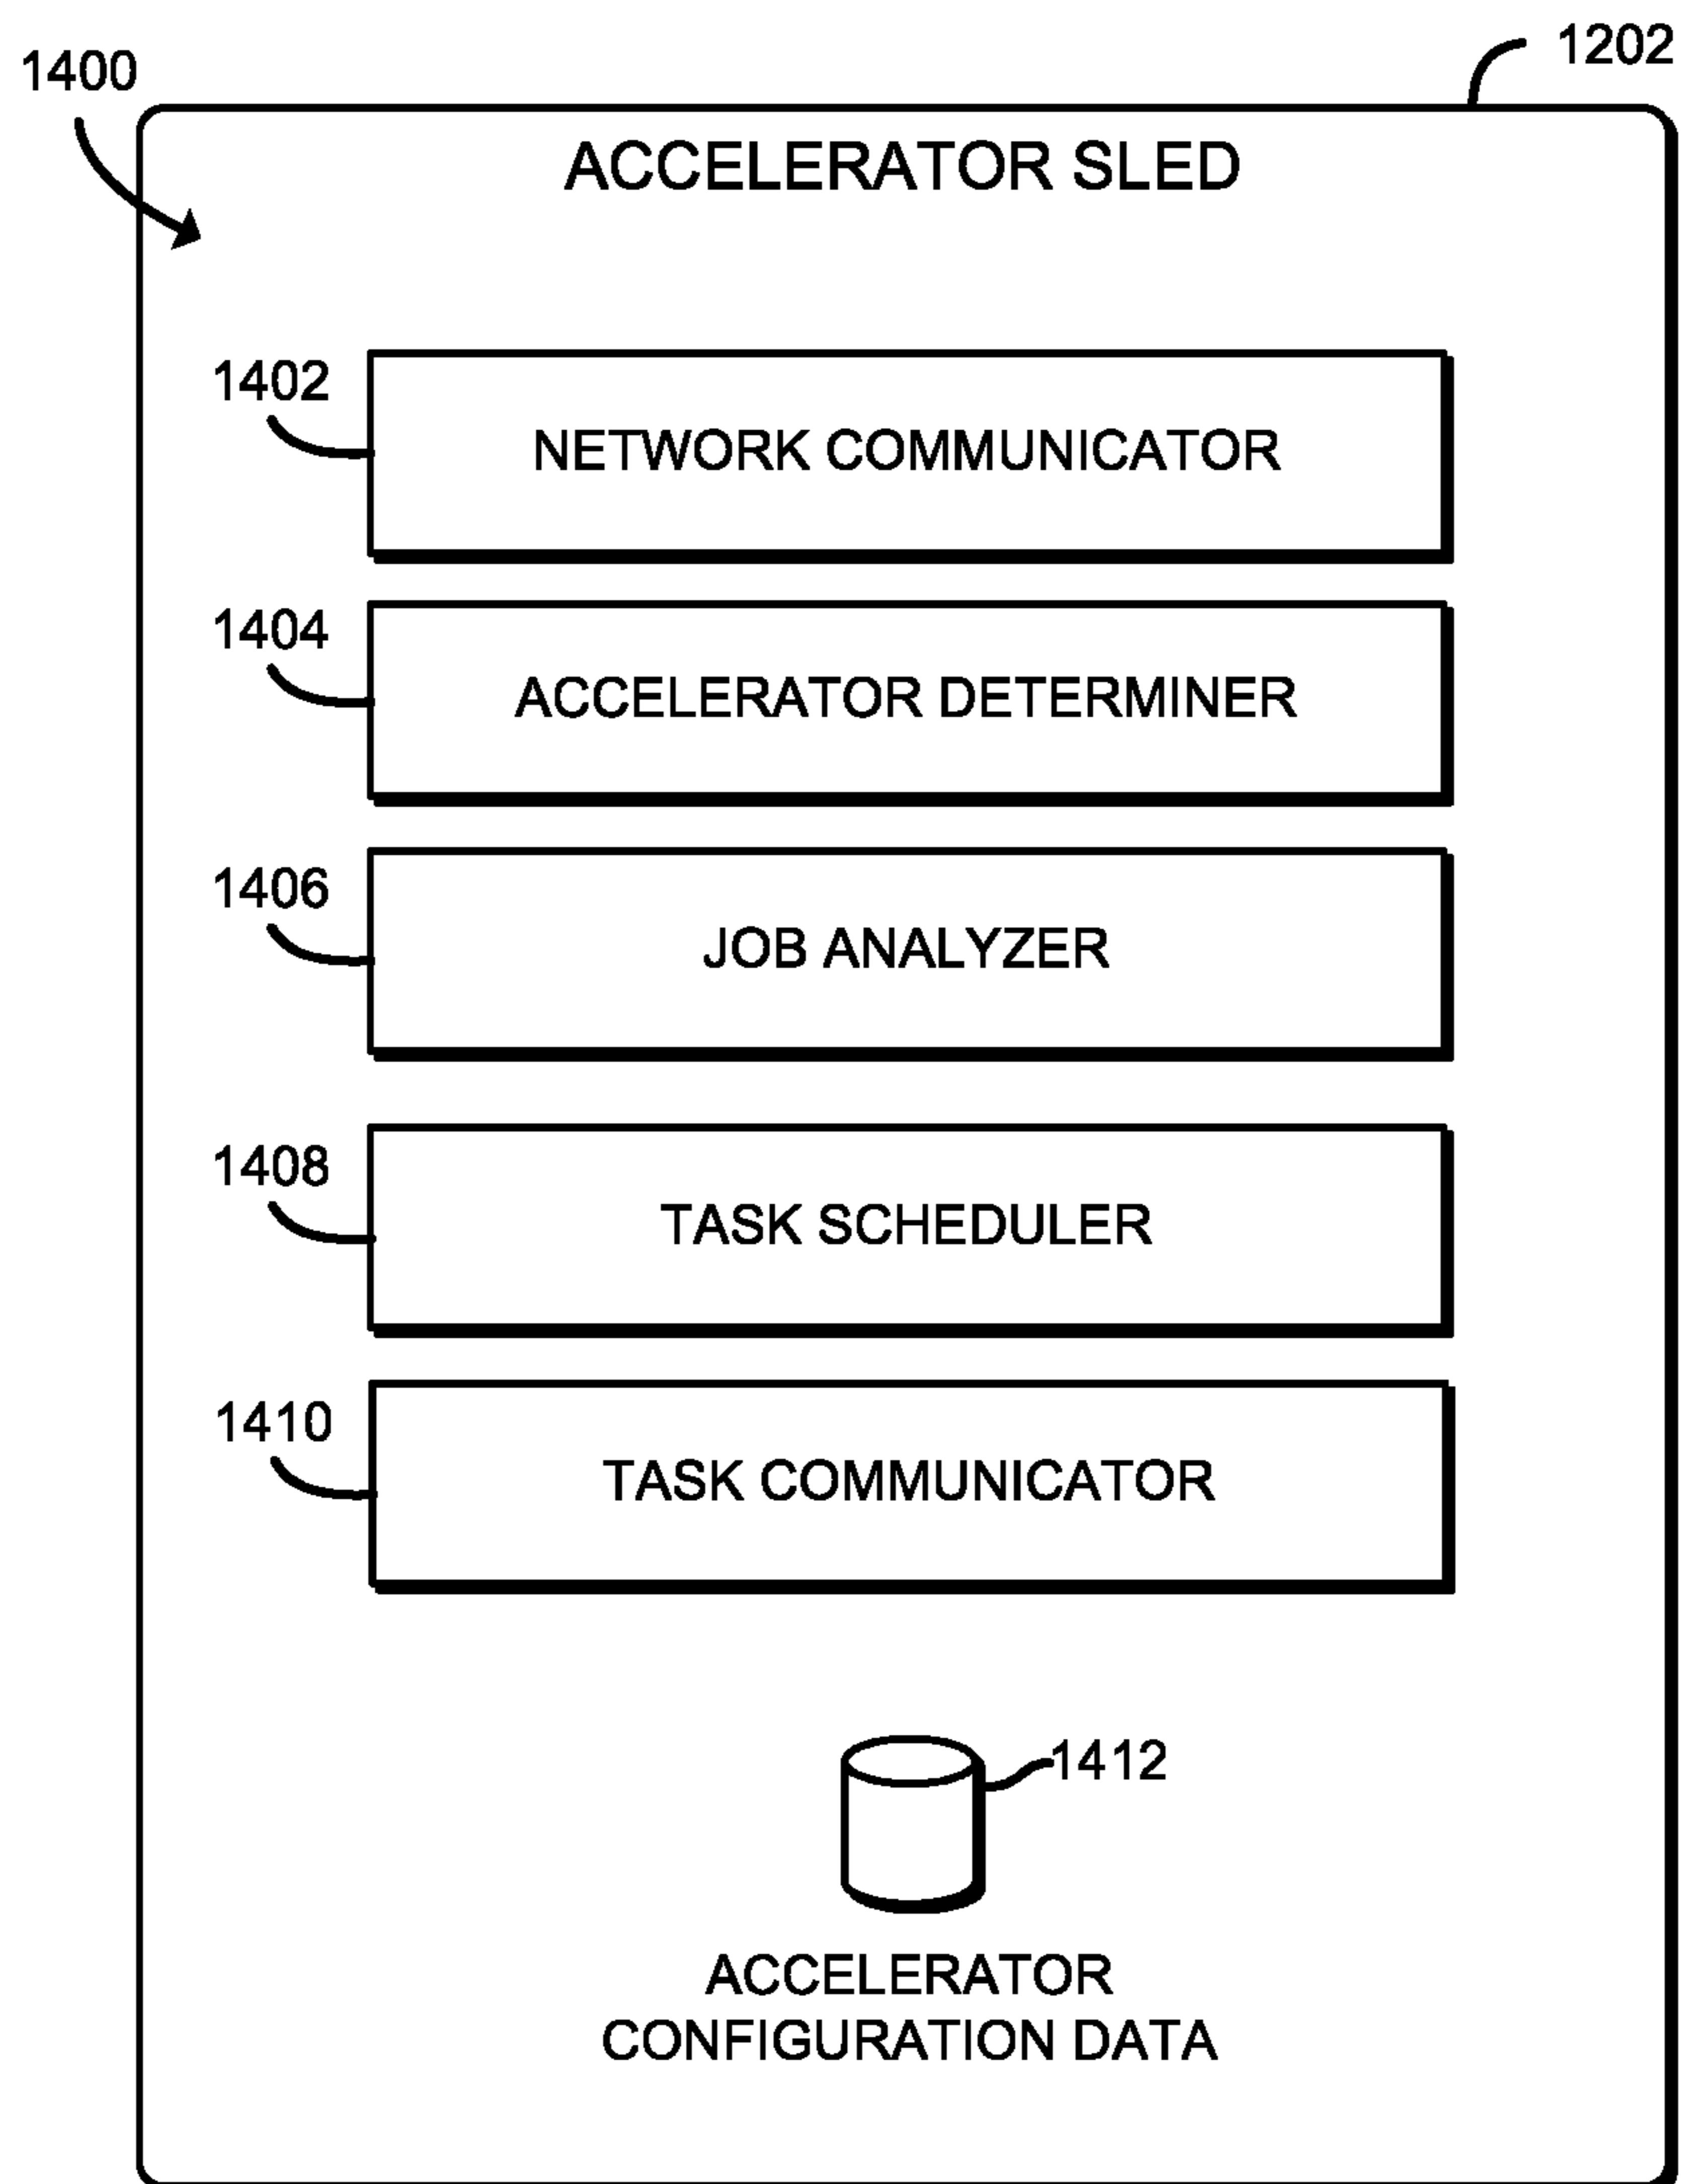 1400
1202
ACCELERATOR SLED
1402
NETWORK COMMUNICATOR
1404
ACCELERATOR DETERMINER
1406
JOB ANALYZER
1408
TASK SCHEDULER
1410
TASK COMMUNICATOR
1412
ACCELERATOR
CONFIGURATION DATA